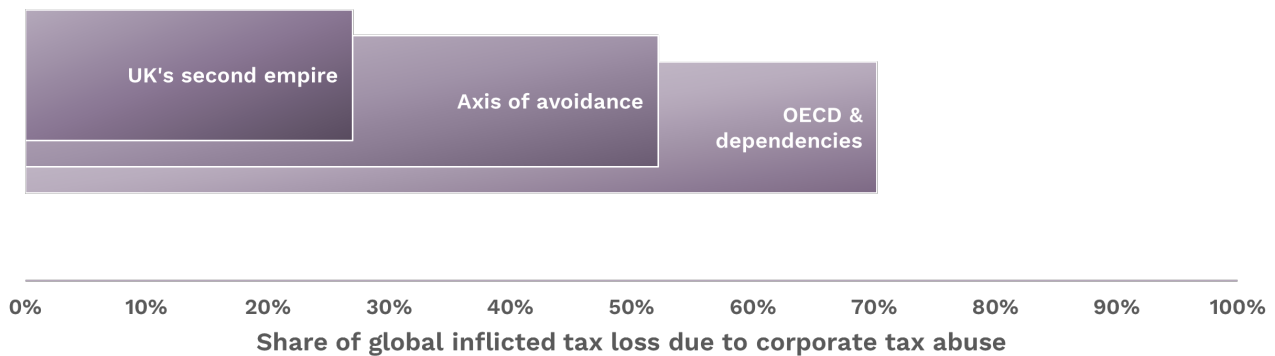 UK's second empire
Axis of avoidance
OECD &
dependencies
0% 10% 20% 30% 40% 50% 60% 70% 80% 90% 100%
Share of global inflicted tax loss due to corporate tax abuse